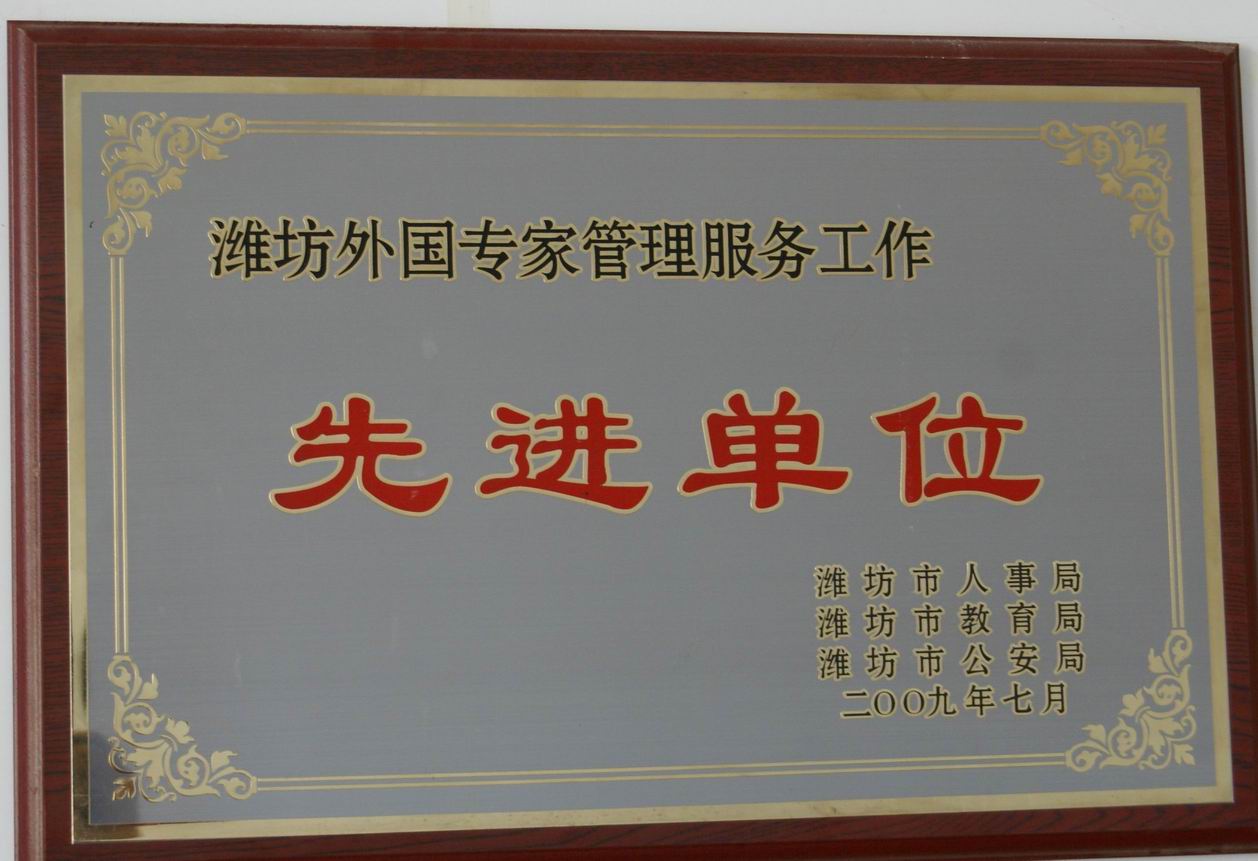 潍坊外国专家管理服务工作
先进单位
潍坊市人事局
潍坊市教育局
潍坊市公安局
二〇〇九年七月